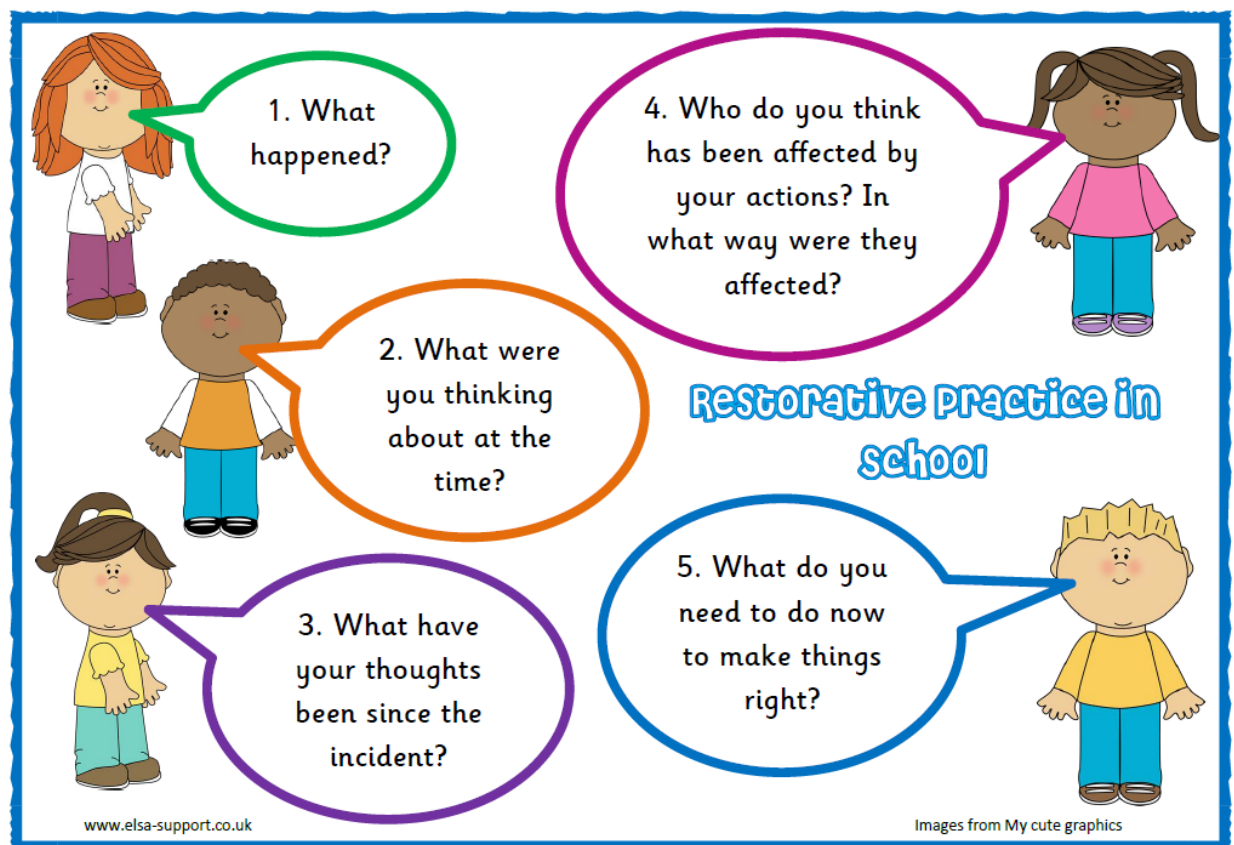 1. What
happened?
2. What were
you thinking
about at the
time?
3. What have
your thoughts
been since the
incident?
4. Who do you think
has been affected by
your actions? In
what way were they
affected?
Restorative Practice in
School
5. What do you
need to do now
to make things
right?
www.elsa-support.co.uk
Images from My cute graphics